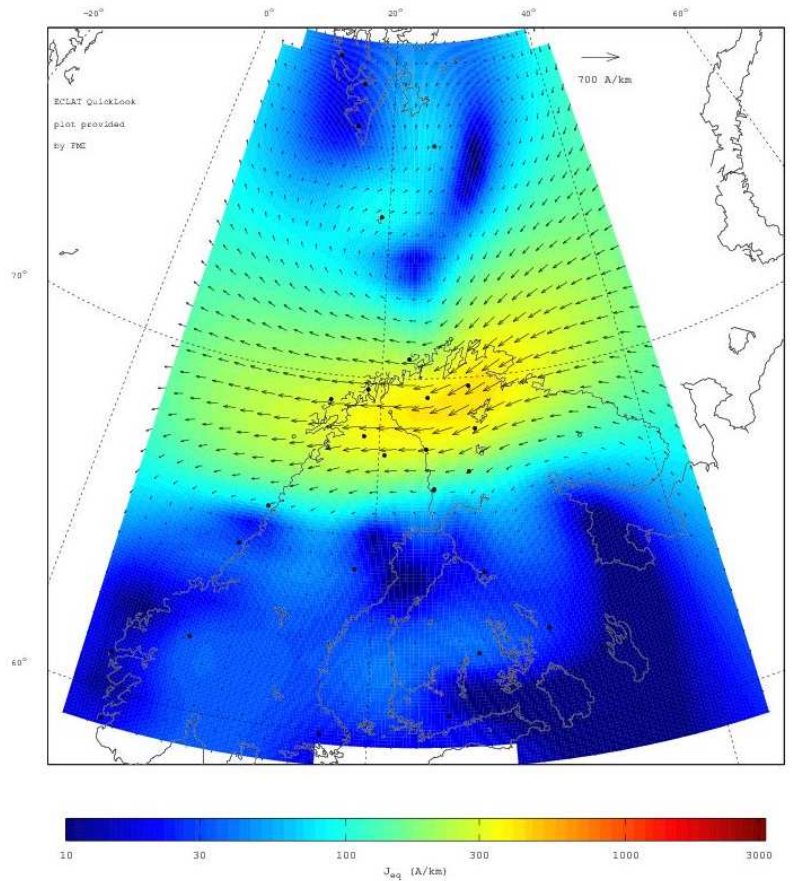 −20° 0° 20° 40° 60°
700 A/km
ECLAT QuickLook
plot provided
by FMI
70°
60°
10 30 100 300 1000 3000
J_eq (A/km)